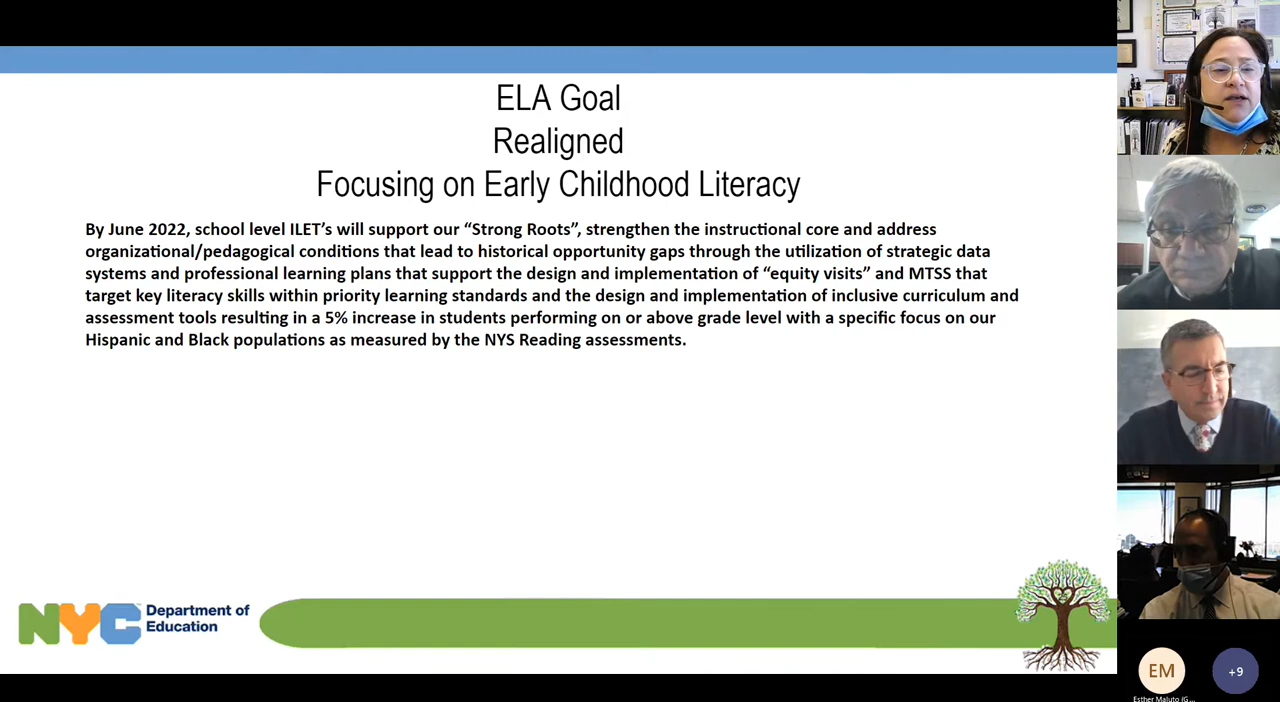 ELA Goal
Realigned
Focusing on Early Childhood Literacy
By June 2022, school level ILET’s will support our “Strong Roots”, strengthen the instructional core and address
organizational/pedagogical conditions that lead to historical opportunity gaps through the utilization of strategic data
systems and professional learning plans that support the design and implementation of “equity visits” and MTSS that
target key literacy skills within priority learning standards and the design and implementation of inclusive curriculum and
assessment tools resulting in a 5% increase in students performing on or above grade level with a specific focus on our
Hispanic and Black populations as measured by the NYS Reading assessments.
NYC Department of
Education
EM
+9
Esther Maluto (G...